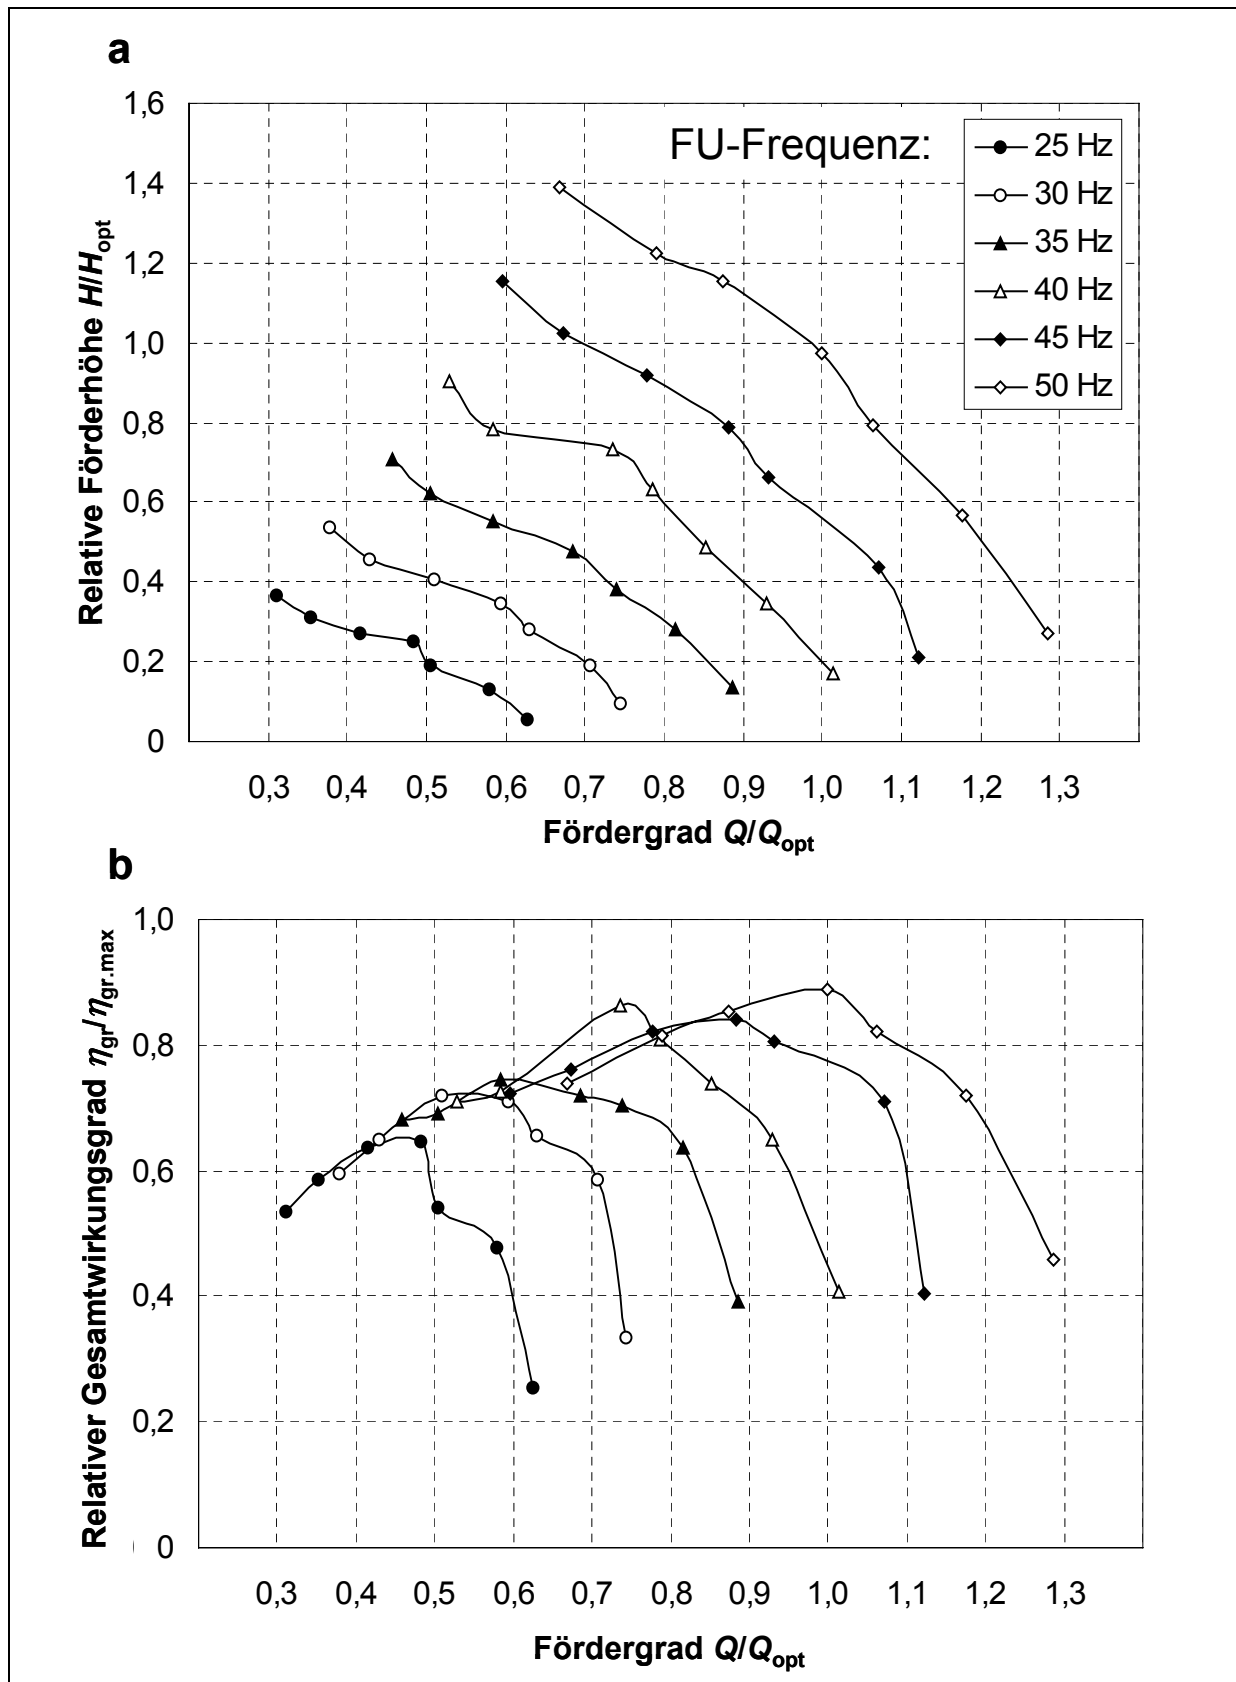 a
1,6
1,4
1,2
1,0
0,8
0,6
0,4
0,2
0
Relative Förderhöhe H/Hopt
FU-Frequenz:
25 Hz
30 Hz
35 Hz
40 Hz
45 Hz
50 Hz
0,3 0,4 0,5 0,6 0,7 0,8 0,9 1,0 1,1 1,2 1,3
Fördergrad Q/Qopt
b
1,0
0,8
0,6
0,4
0,2
0
Relativer Gesamtwirkungsgrad ηgr/ηgr.max
0,3 0,4 0,5 0,6 0,7 0,8 0,9 1,0 1,1 1,2 1,3
Fördergrad Q/Qopt